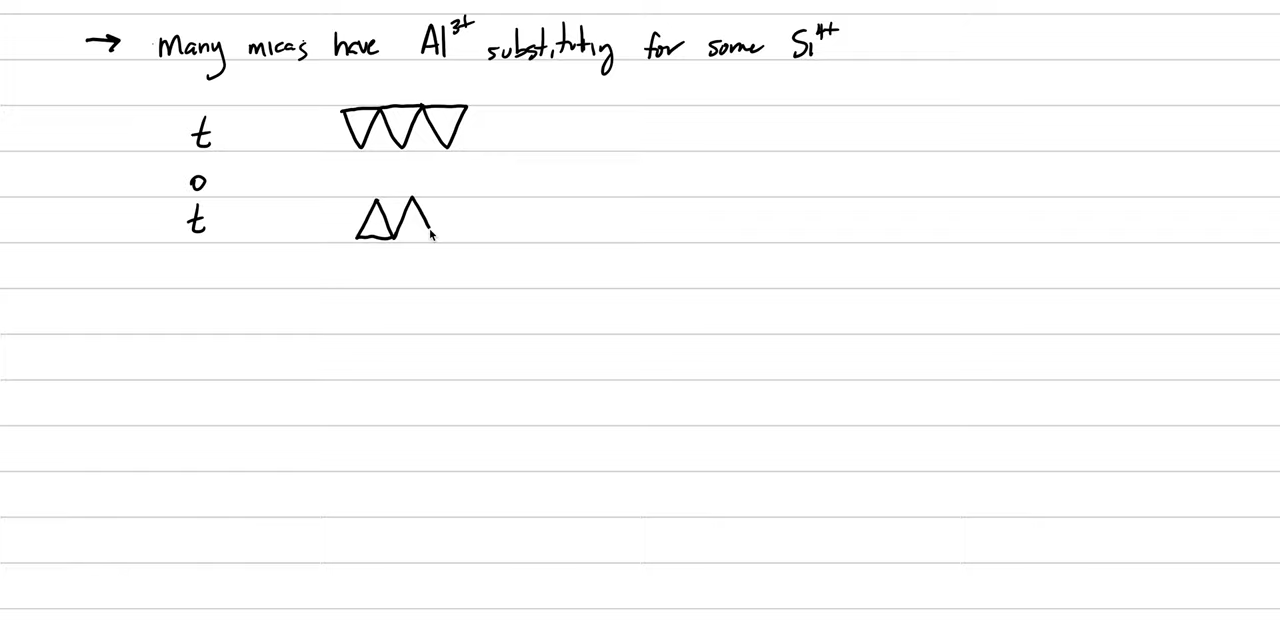 → Many micas have Al³⁺ substituting for some Si⁴⁺
t
o
t